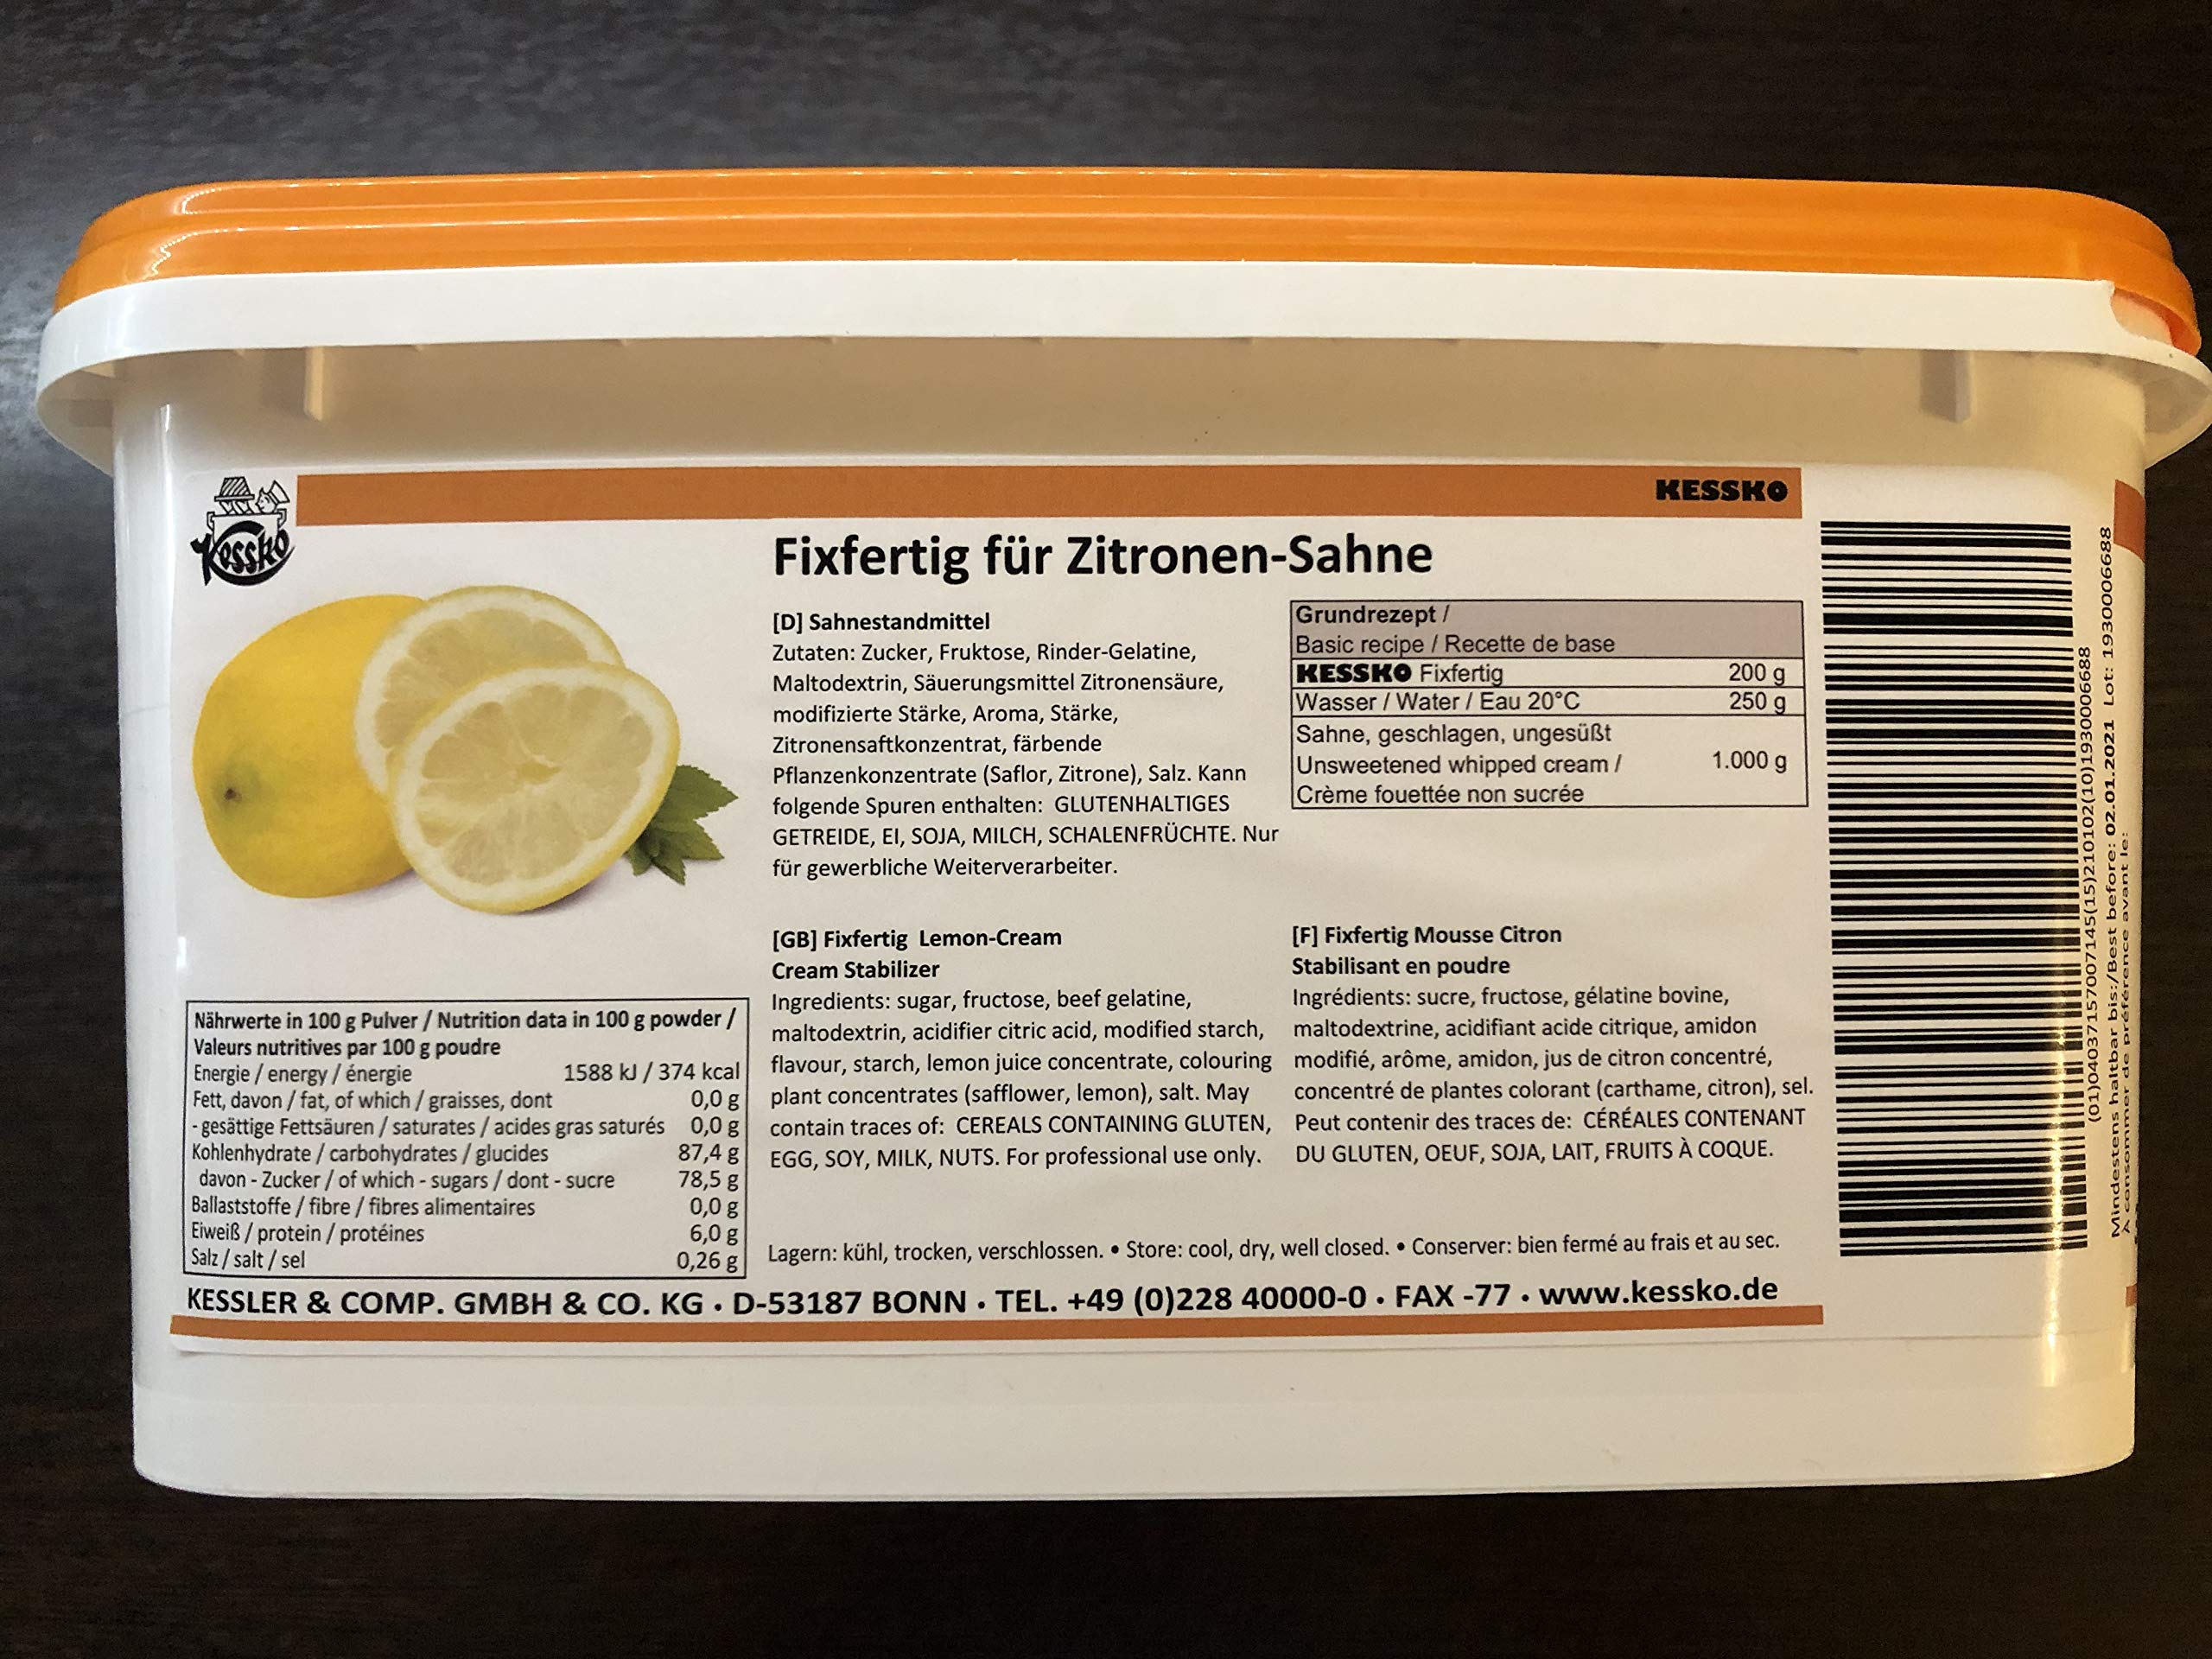 Kessko
KESSKO
Fixfertig für Zitronen-Sahne
[D] Sahnestandmittel
Zutaten: Zucker, Fruktose, Rinder-Gelatine,
Maltodextrin, Säuerungsmittel Zitronensäure,
modifizierte Stärke, Aroma, Stärke,
Zitronensaftkonzentrat, färbende
Pflanzenkonzentrate (Saflor, Zitrone), Salz. Kann
folgende Spuren enthalten: GLUTENHALTIGES
GETREIDE, EI, SOJA, MILCH, SCHALENFRÜCHTE. Nur
für gewerbliche Weiterverarbeiter.
Grundrezept /
Basic recipe / Recette de base
KESSKO Fixfertig 200 g
Wasser / Water / Eau 20°C 250 g
Sahne, geschlagen, ungesüßt
Unsweetened whipped cream / 1.000 g
Crème fouettée non sucrée
[GB] Fixfertig Lemon-Cream
Cream Stabilizer
Ingredients: sugar, fructose, beef gelatine,
maltodextrin, acidifier citric acid, modified starch,
flavour, starch, lemon juice concentrate, colouring
plant concentrates (safflower, lemon), salt. May
contain traces of: CEREALS CONTAINING GLUTEN,
EGG, SOY, MILK, NUTS. For professional use only.
[F] Fixfertig Mousse Citron
Stabilisant en poudre
Ingrédients: sucre, fructose, gélatine bovine,
maltodextrine, acidifiant acide citrique, amidon
modifié, arôme, amidon, jus de citron concentré,
concentré de plantes colorant (carthame, citron), sel.
Peut contenir des traces de: CÉRÉALES CONTENANT
DU GLUTEN, OEUF, SOJA, LAIT, FRUITS À COQUE.
Nährwerte in 100 g Pulver / Nutrition data in 100 g powder /
Valeurs nutritives par 100 g poudre
Energie / energy / énergie 1588 kJ / 374 kcal
Fett, davon / fat, of which / graisses, dont 0,0 g
- gesättige Fettsäuren / saturates / acides gras saturés 0,0 g
Kohlenhydrate / carbohydrates / glucides 87,4 g
davon - Zucker / of which - sugars / dont - sucre 78,5 g
Ballaststoffe / fibre / fibres alimentaires 0,0 g
Eiweiß / protein / protéines 6,0 g
Salz / salt / sel 0,26 g
Lagern: kühl, trocken, verschlossen. • Store: cool, dry, well closed. • Conserver: bien fermé au frais et au sec.
KESSLER & COMP. GMBH & CO. KG • D-53187 BONN • TEL. +49 (0)228 40000-0 • FAX -77 • www.kessko.de
(01)04037157007145(15)210102(10)1930006688
Mindestens haltbar bis:/Best before: 02.01.2021 Lot: 1930006688
À consommer de préférence avant le: